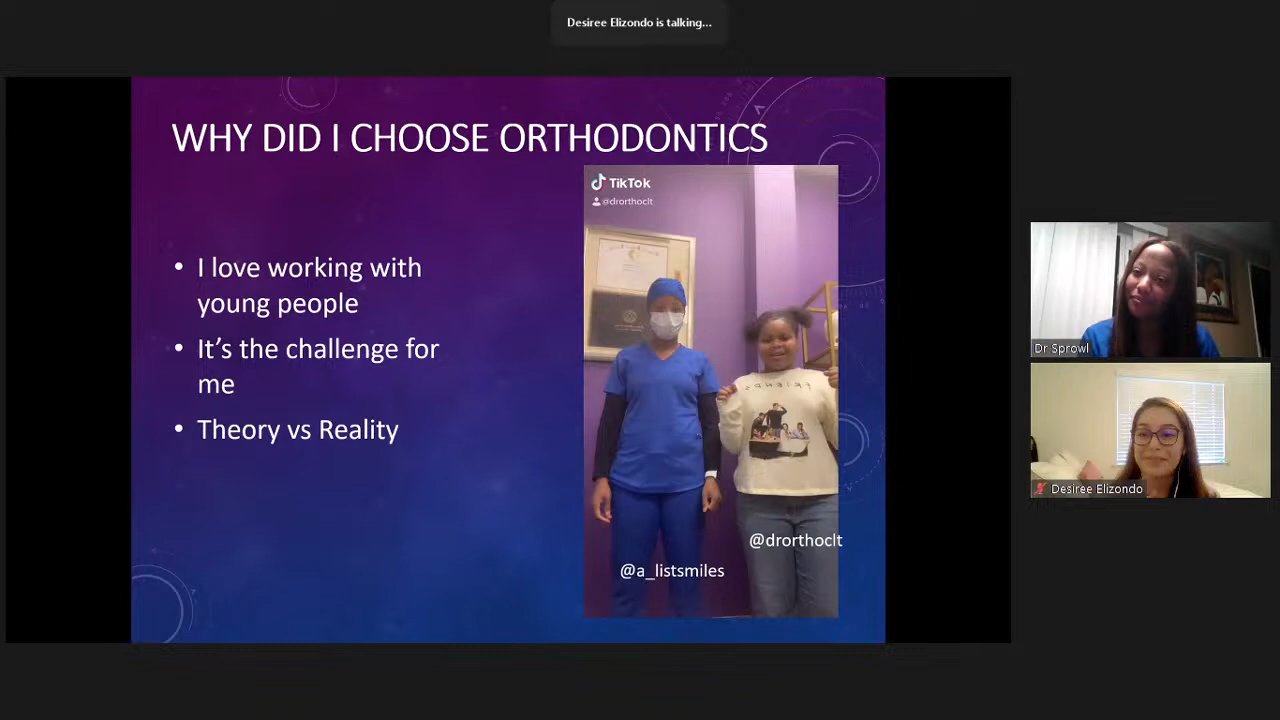 Desiree Elizondo is talking...
WHY DID I CHOOSE ORTHODONTICS
TikTok
@drorthoclt
• I love working with
young people
• It's the challenge for
me
• Theory vs Reality
@drorthoclt
@a_listsmiles
Dr Sprowl
Desiree Elizondo